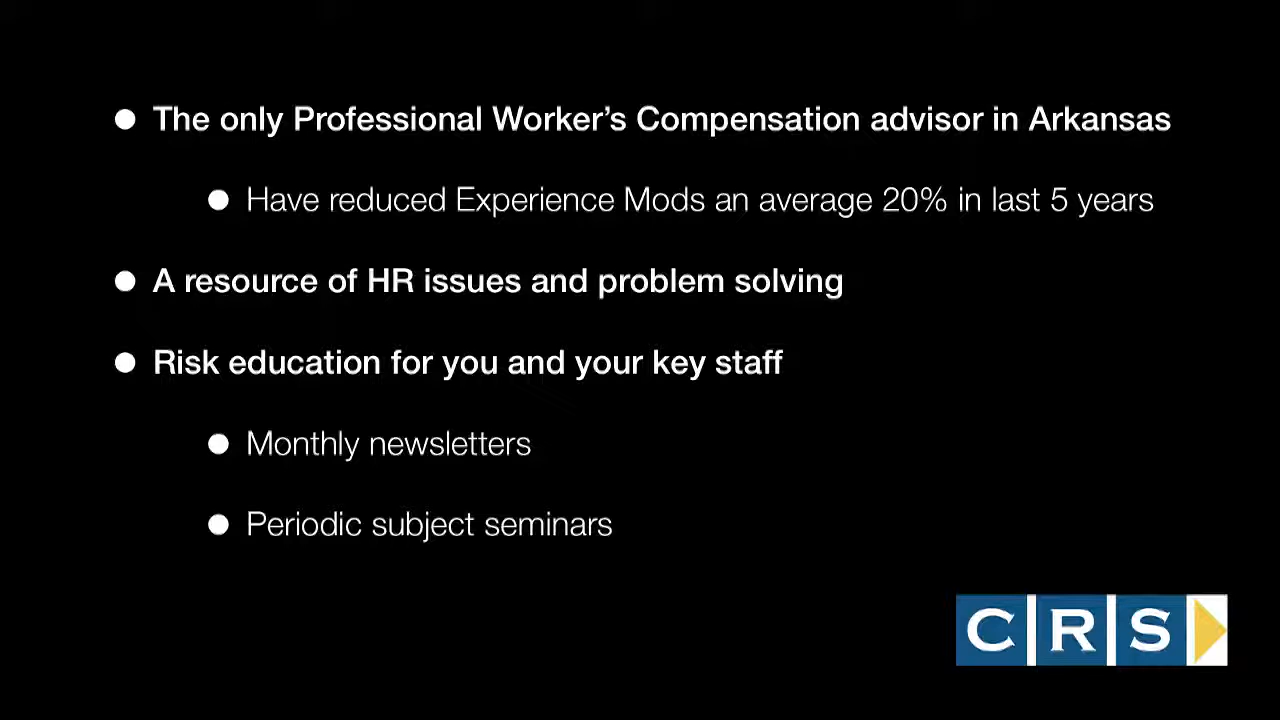 ● The only Professional Worker’s Compensation advisor in Arkansas
● Have reduced Experience Mods an average 20% in last 5 years
● A resource of HR issues and problem solving
● Risk education for you and your key staff
● Monthly newsletters
● Periodic subject seminars
CRS